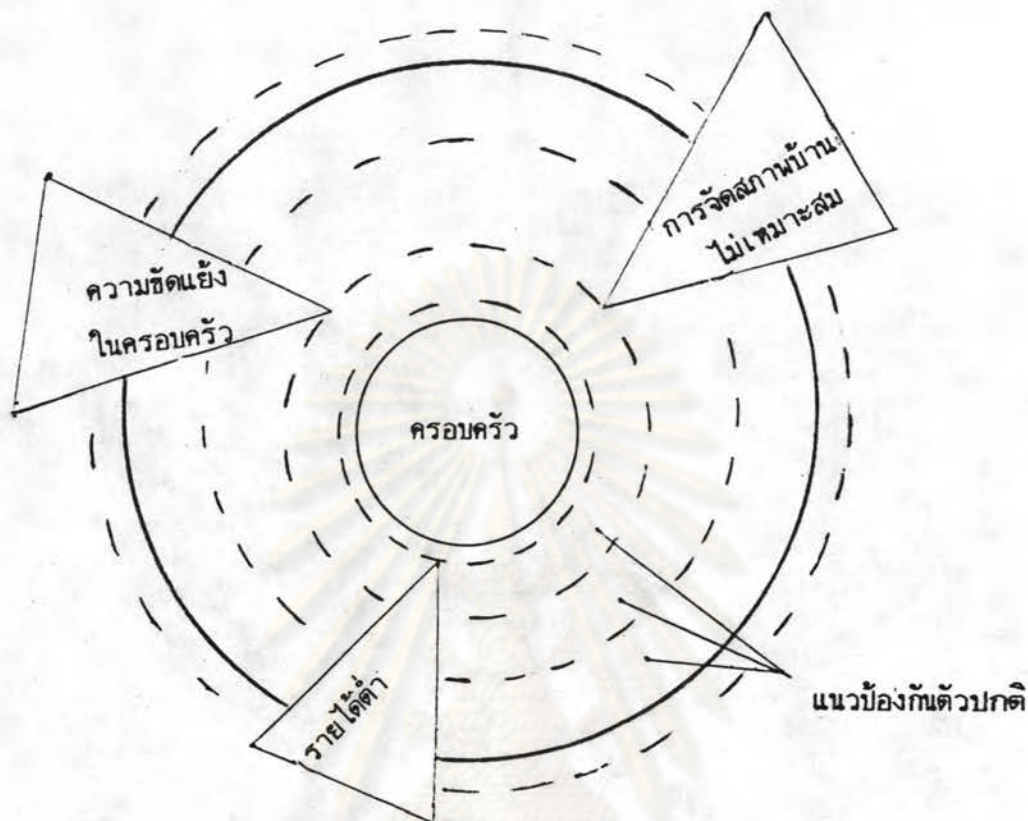 การจัดสภาพบ้าน
ไม่เหมาะสม
ความขัดแย้ง
ในครอบครัว
ครอบครัว
รายได้ต่ำ
แนวป้องกันตัวปกติ